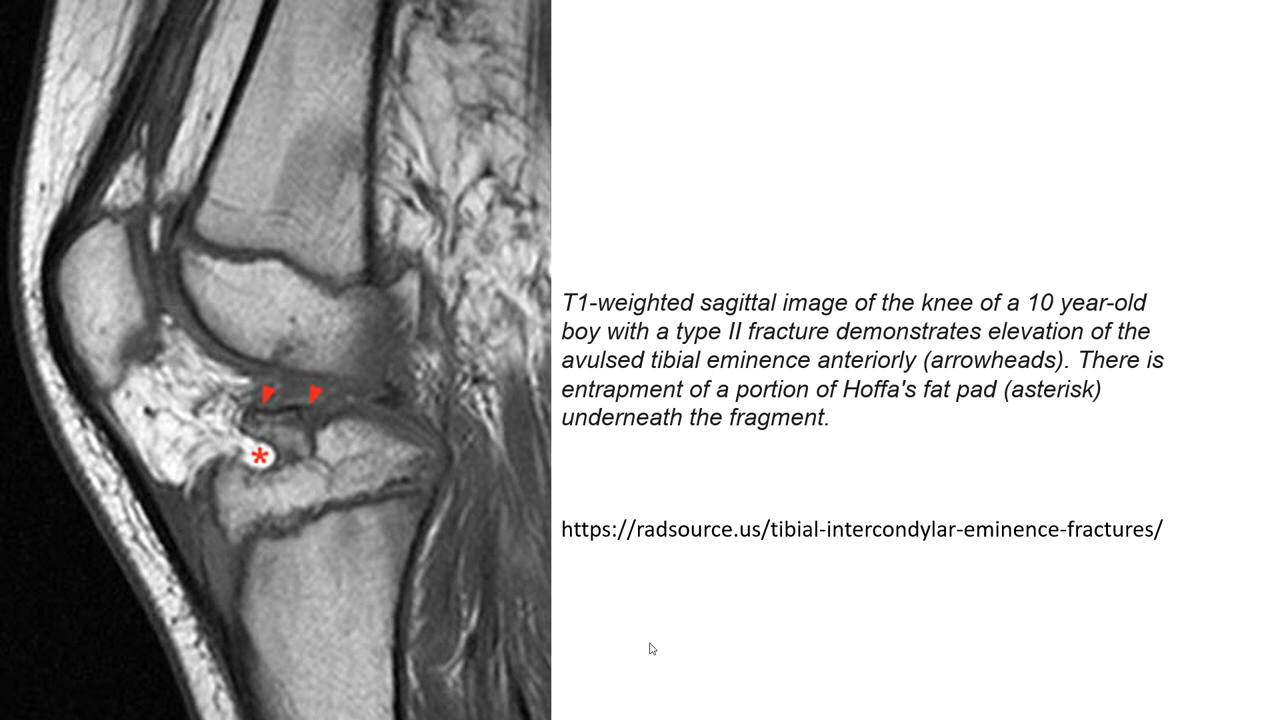 T1-weighted sagittal image of the knee of a 10 year-old
boy with a type II fracture demonstrates elevation of the
avulsed tibial eminence anteriorly (arrowheads). There is
entrapment of a portion of Hoffa's fat pad (asterisk)
underneath the fragment.
*
https://radsource.us/tibial-intercondylar-eminence-fractures/